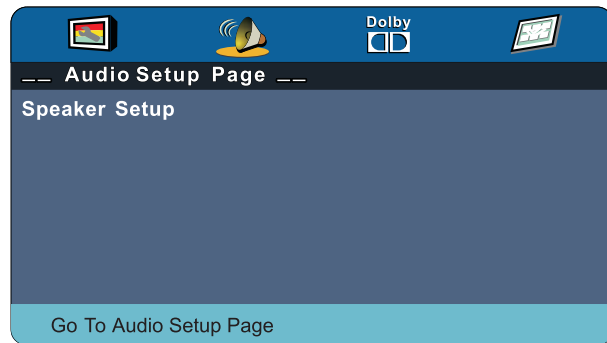 Dolby
__ Audio Setup Page __
Speaker Setup
Go To Audio Setup Page